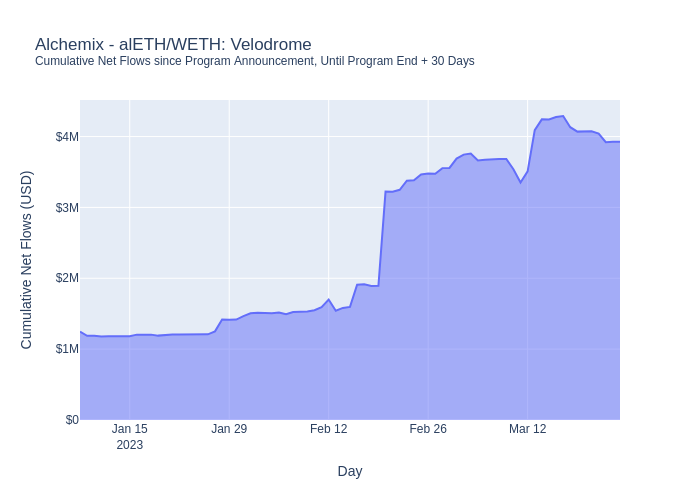 Alchemix - alETH/WETH: Velodrome
Cumulative Net Flows since Program Announcement, Until Program End + 30 Days
Cumulative Net Flows (USD)
$4M
$3M
$2M
$1M
$0
Jan 15
2023
Jan 29
Feb 12
Feb 26
Mar 12
Day